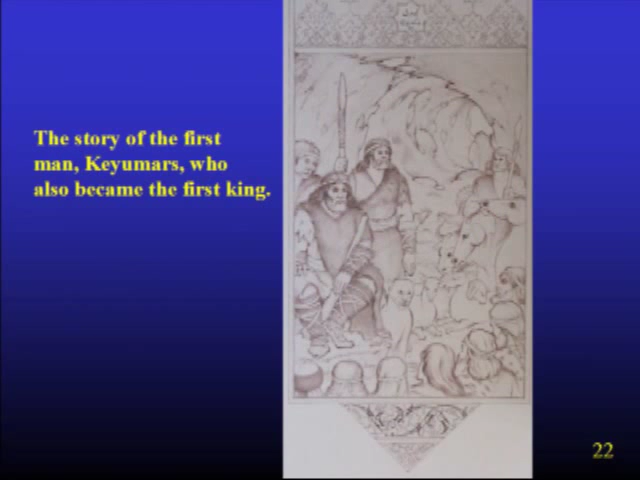 The story of the first
man, Keyumars, who
also became the first king.
22